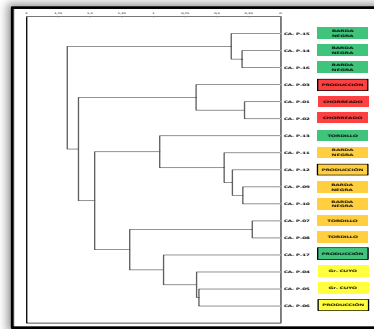 CA. P-15 BARDA NEGRA
CA. P-14 BARDA NEGRA
CA. P-16 BARDA NEGRA
CA. P-03 PRODUCCIÓN
CA. P-01 CHORREADO
CA. P-02 CHORREADO
CA. P-13 TORDILLO
CA. P-11 BARDA NEGRA
CA. P-12 PRODUCCIÓN
CA. P-09 BARDA NEGRA
CA. P-10 BARDA NEGRA
CA. P-07 TORDILLO
CA. P-08 TORDILLO
CA. P-17 PRODUCCIÓN
CA. P-04 Gr. CUYO
CA. P-05 Gr. CUYO
CA. P-06 PRODUCCIÓN